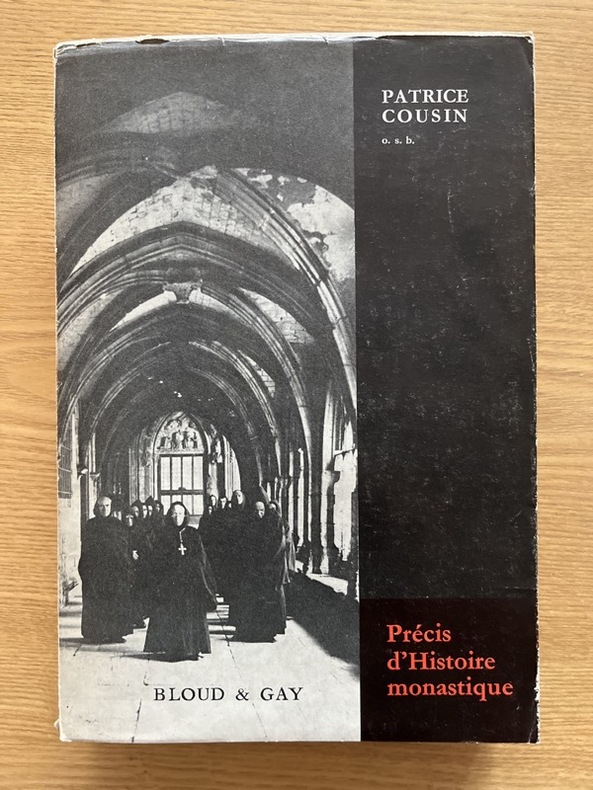 PATRICE
COUSIN
o. s. b.
Précis
d'Histoire
monastique
BLOUD & GAY